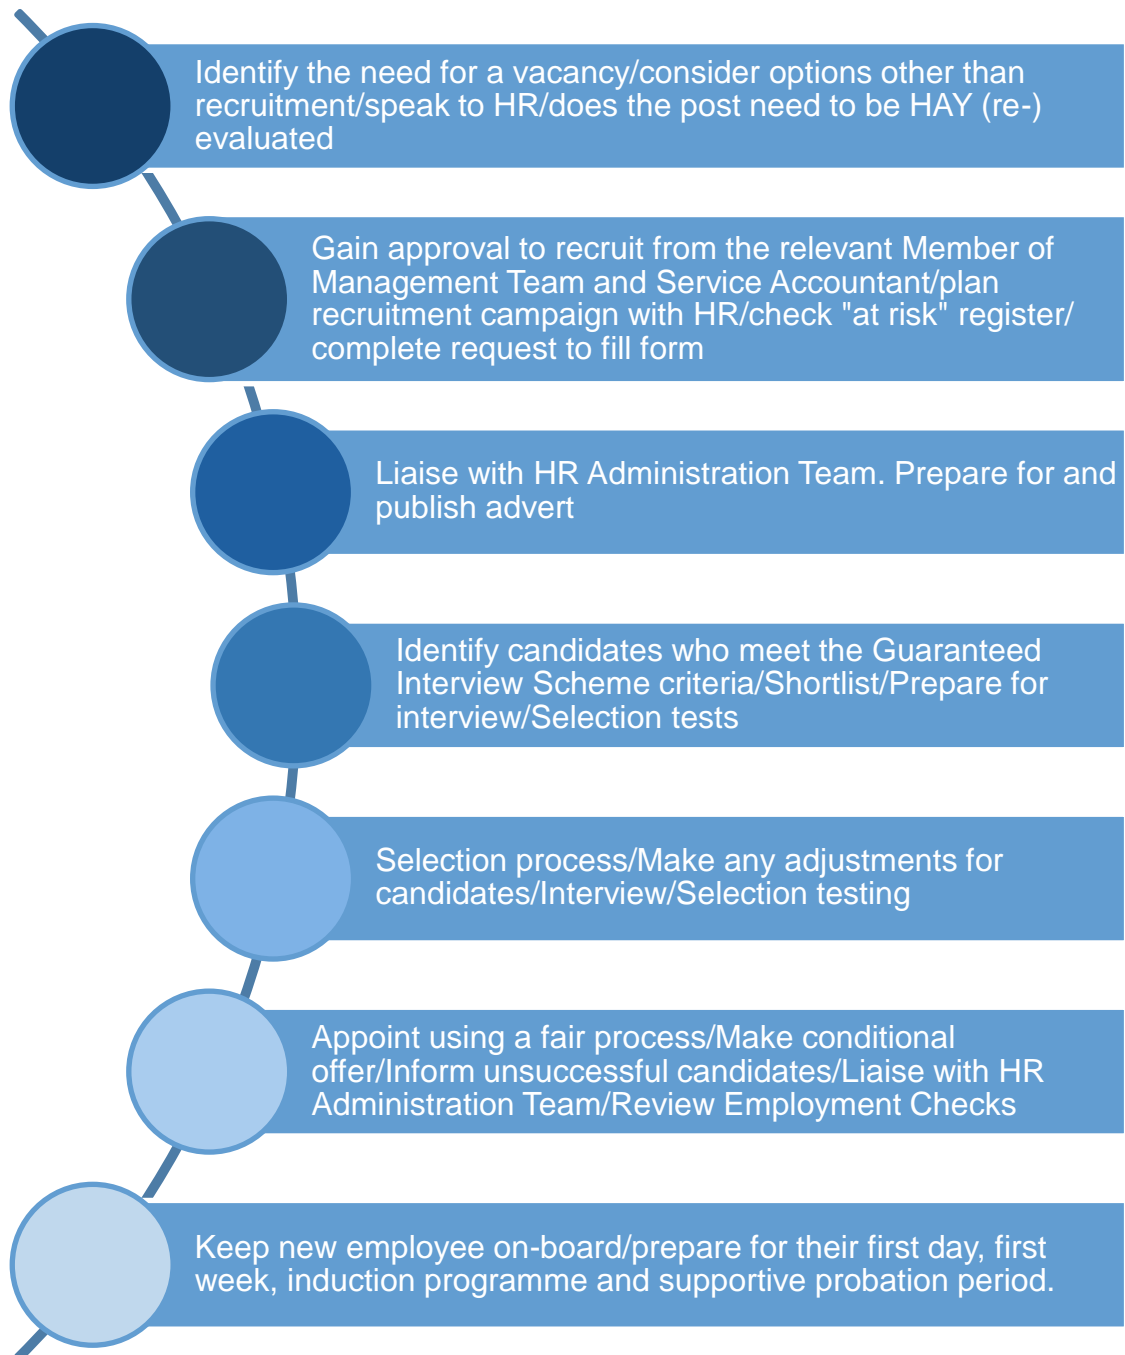 Identify the need for a vacancy/consider options other than
recruitment/speak to HR/does the post need to be HAY (re-)
evaluated
Gain approval to recruit from the relevant Member of
Management Team and Service Accountant/plan
recruitment campaign with HR/check "at risk" register/
complete request to fill form
Liaise with HR Administration Team. Prepare for and
publish advert
Identify candidates who meet the Guaranteed
Interview Scheme criteria/Shortlist/Prepare for
interview/Selection tests
Selection process/Make any adjustments for
candidates/Interview/Selection testing
Appoint using a fair process/Make conditional
offer/Inform unsuccessful candidates/Liaise with HR
Administration Team/Review Employment Checks
Keep new employee on-board/prepare for their first day, first
week, induction programme and supportive probation period.